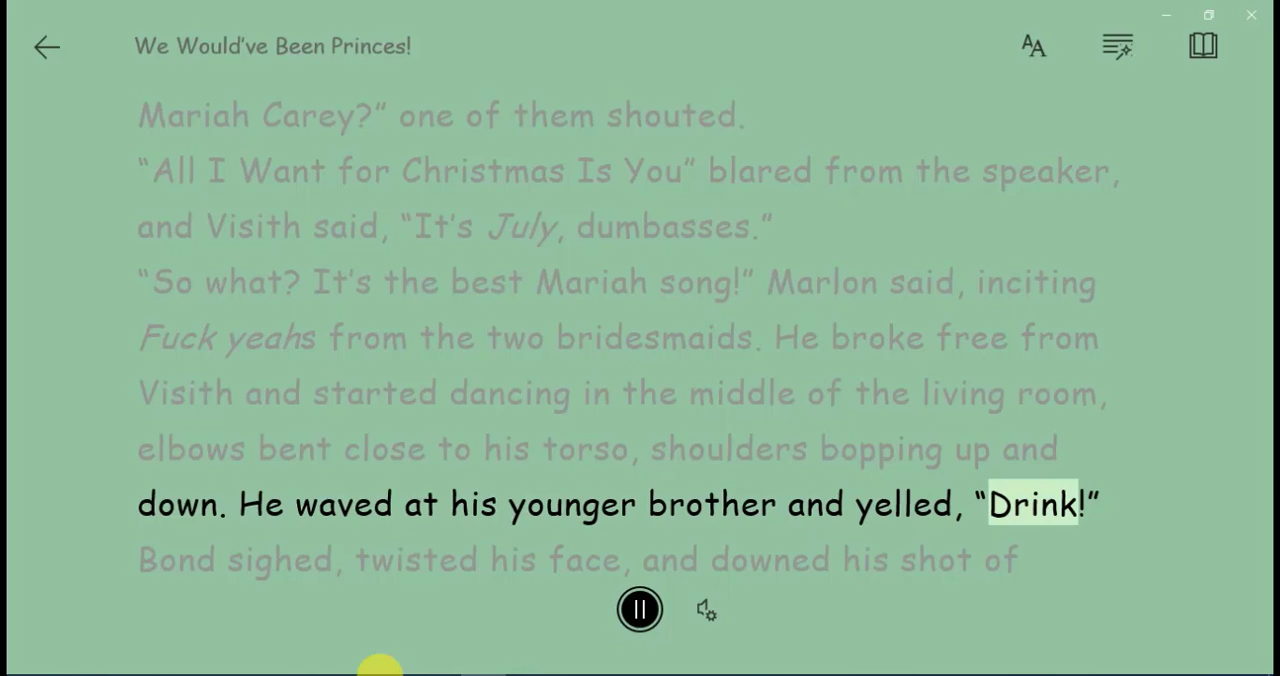 We Would've Been Princes!
Mariah Carey?” one of them shouted.
“All I Want for Christmas Is You” blared from the speaker,
and Visith said, “It's July, dumbasses.”
“So what? It's the best Mariah song!” Marlon said, inciting
Fuck yeahs from the two bridesmaids. He broke free from
Visith and started dancing in the middle of the living room,
elbows bent close to his torso, shoulders bopping up and
down. He waved at his younger brother and yelled, “Drink!”
Bond sighed, twisted his face, and downed his shot of